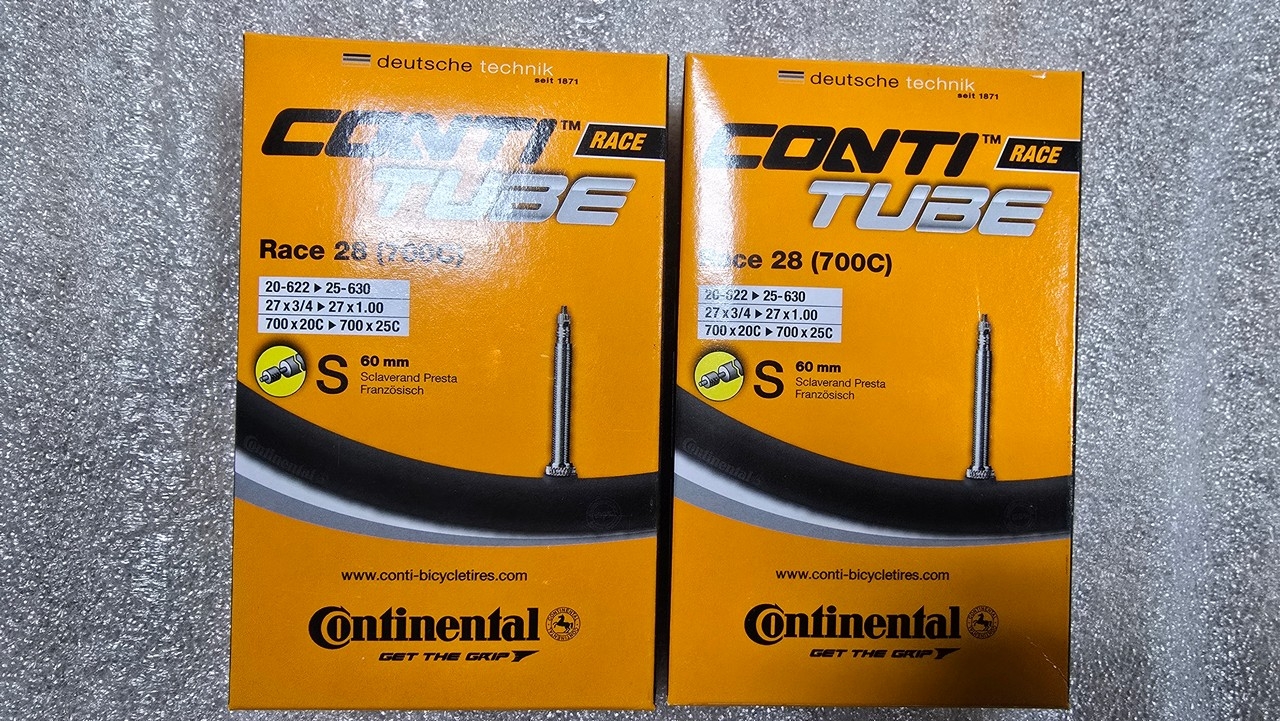 deutsche technik
seit 1871
CONTI™ RACE
TUBE
Race 28 (700C)
20-622 ▸ 25-630
27 x 3/4 ▸ 27 x 1.00
700 x 20C ▸ 700 x 25C
S 60 mm
Sclaverand Presta
Französisch
Continental
www.conti-bicycletires.com
Continental
GET THE GRIP
deutsche technik
seit 1871
CONTI™ RACE
TUBE
Race 28 (700C)
20-622 ▸ 25-630
27 x 3/4 ▸ 27 x 1.00
700 x 20C ▸ 700 x 25C
S 60 mm
Sclaverand Presta
Französisch
Continental
www.conti-bicycletires.com
Continental
GET THE GRIP